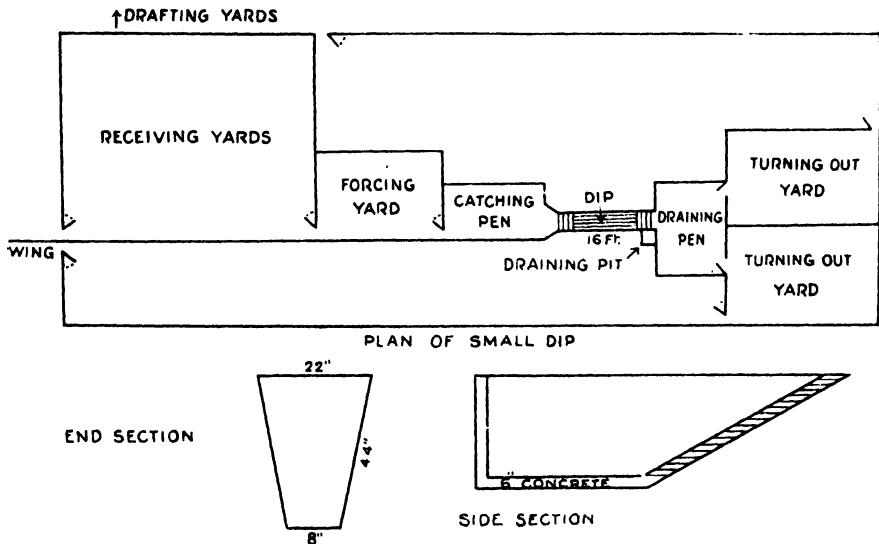 ↑DRAFTING YARDS
RECEIVING YARDS
FORCING
YARD
CATCHING
PEN
DIP
16 FT.
DRAINING
PEN
DRAINING PIT
TURNING OUT
YARD
TURNING OUT
YARD
WING
PLAN OF SMALL DIP
22"
END SECTION
44"
8"
6" CONCRETE
SIDE SECTION